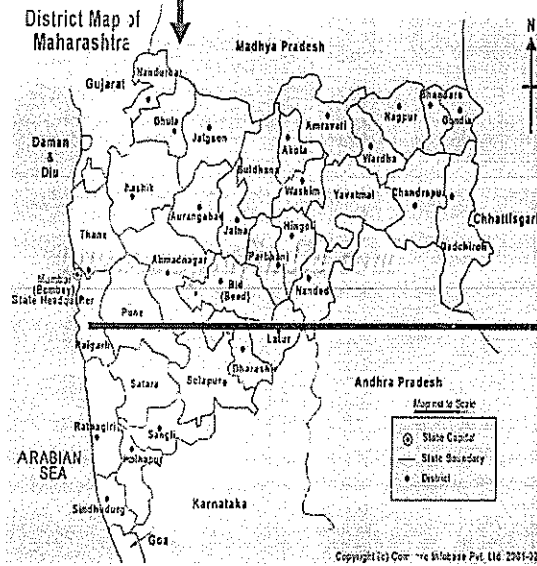 District Map of
Maharashtra
N
Madhya Pradesh
Gujarat
Nandurbar
Bhandara
Dhula
Jalgaon
Amravati
Nagpur
Gondia
Daman
&
Diu
Akola
Buldhana
Wardha
Nashik
Washim
Yavatmal
Chandrapur
Aurangabad
Jalna
Hingoli
Chhattisgarh
Thane
Gadchiroli
Ahmadnagar
Parbhani
Mumbai
(Bombay)
Bid
(Beed)
Nanded
Pune
Raigarh
Latur
Dharashiv
Andhra Pradesh
Satara
Solapur
Map not to Scale
State Capital
Ratnagiri
Sangli
State Boundary
ARABIAN
SEA
Kolhapur
District
Sindhudurg
Karnataka
Goa